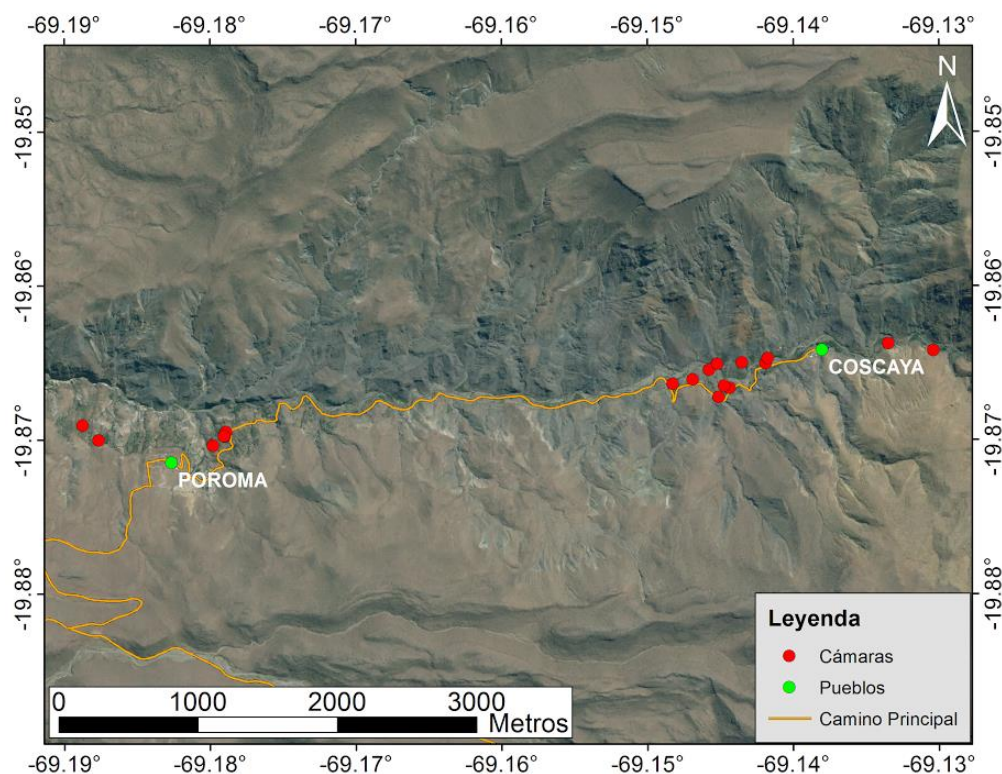 -69.19° -69.18° -69.17° -69.16° -69.15° -69.14° -69.13°
N
-19.85° -19.85°
-19.86° -19.86°
COSCAYA
-19.87° -19.87°
POROMA
-19.88° -19.88°
Leyenda
Cámaras
Pueblos
Camino Principal
0 1000 2000 3000
Metros
-69.19° -69.18° -69.17° -69.16° -69.15° -69.14° -69.13°